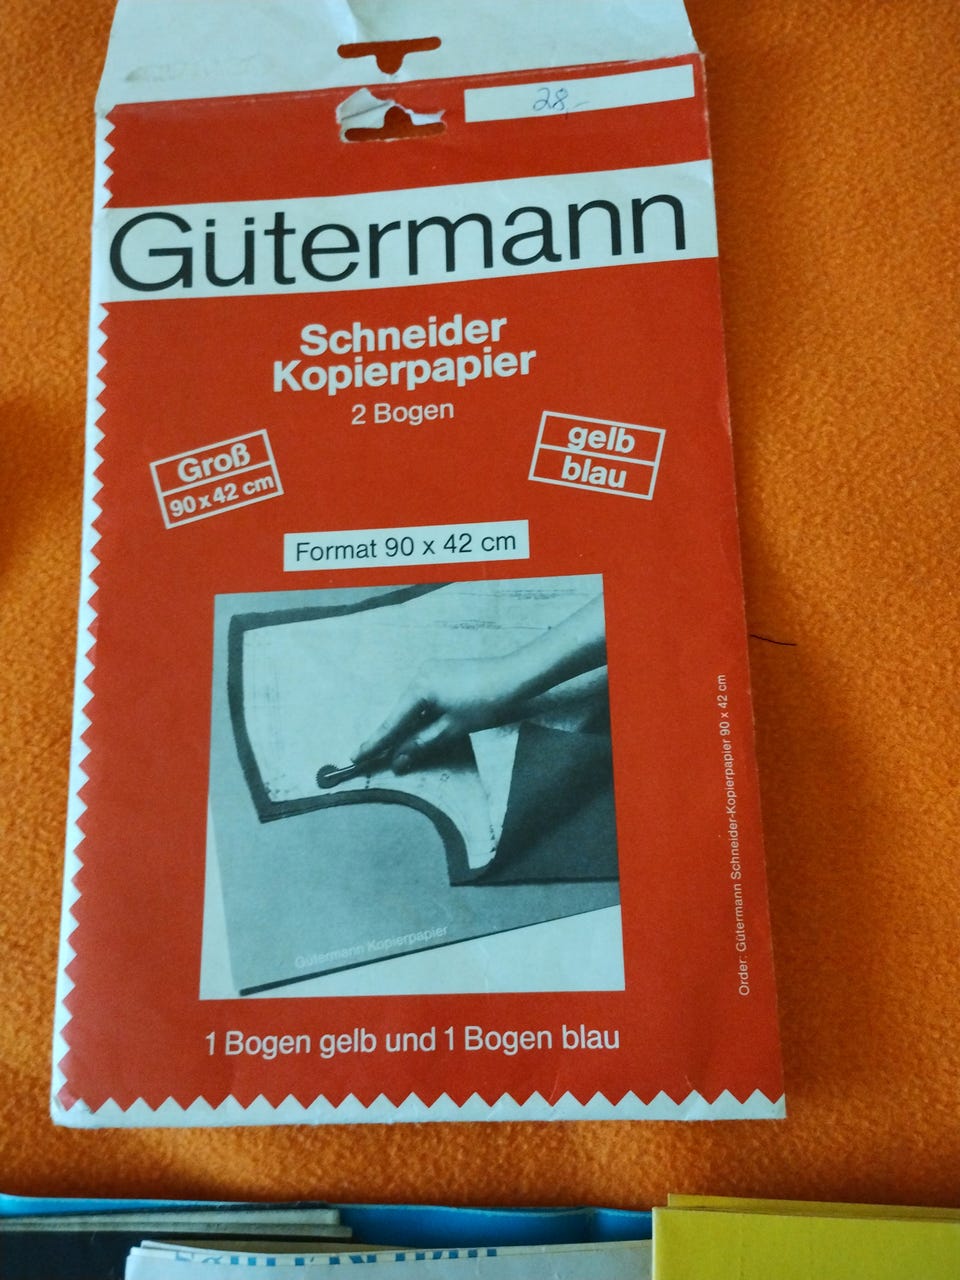 28,-
Gütermann
Schneider
Kopierpapier
2 Bogen
Groß
90 x 42 cm
gelb
blau
Format 90 x 42 cm
Gütermann Kopierpapier
Order: Gütermann Schneider-Kopierpapier 90 x 42 cm
1 Bogen gelb und 1 Bogen blau